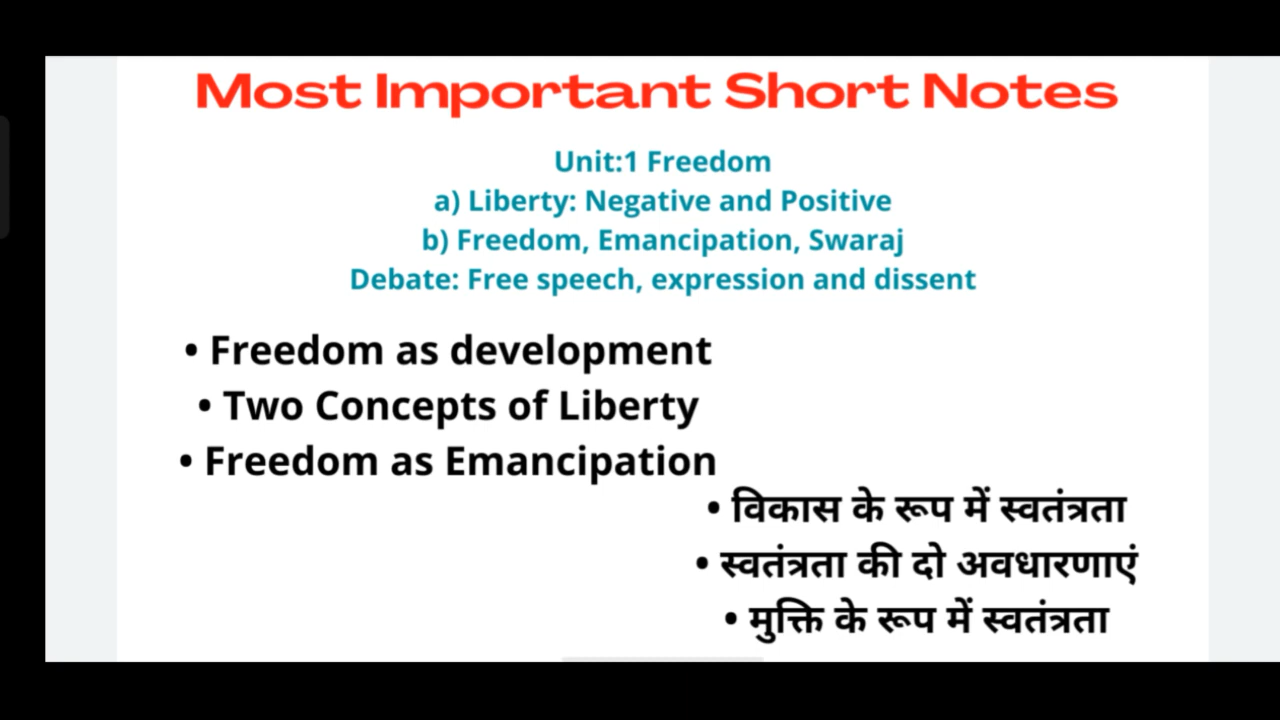 Most Important Short Notes
Unit:1 Freedom
a) Liberty: Negative and Positive
b) Freedom, Emancipation, Swaraj
Debate: Free speech, expression and dissent
• Freedom as development
• Two Concepts of Liberty
• Freedom as Emancipation
• विकास के रूप में स्वतंत्रता
• स्वतंत्रता की दो अवधारणाएं
• मुक्ति के रूप में स्वतंत्रता